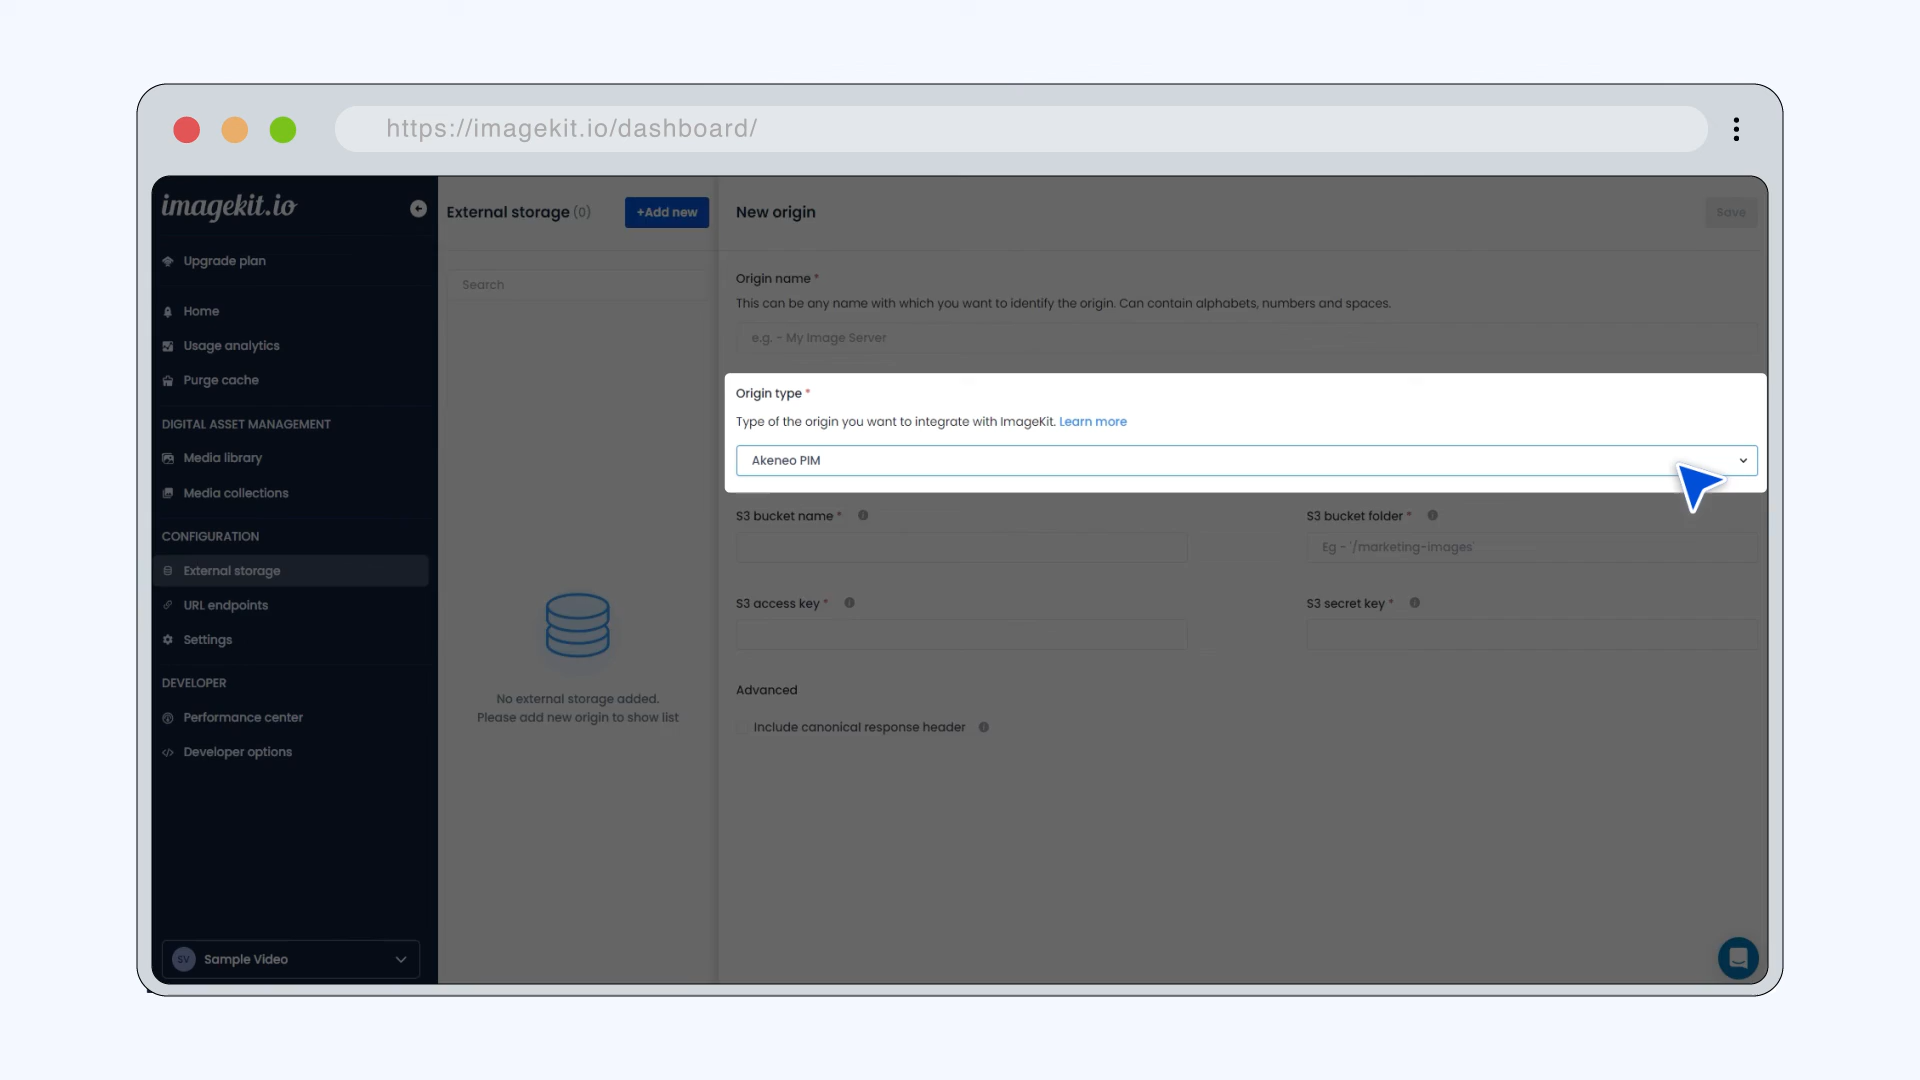 https://imagekit.io/dashboard/
imagekit.io
Upgrade plan
Home
Usage analytics
Purge cache
DIGITAL ASSET MANAGEMENT
Media library
Media collections
CONFIGURATION
External storage
URL endpoints
Settings
DEVELOPER
Performance center
Developer options
SV Sample Video
External storage (0)
+Add new
Search
No external storage added.
Please add new origin to show list
New origin
Save
Origin name *
This can be any name with which you want to identify the origin. Can contain alphabets, numbers and spaces.
e.g. - My Image Server
Origin type *
Type of the origin you want to integrate with ImageKit. Learn more
Akeneo PIM
S3 bucket name *
S3 bucket folder *
Eg - '/marketing-images'
S3 access key *
S3 secret key *
Advanced
Include canonical response header